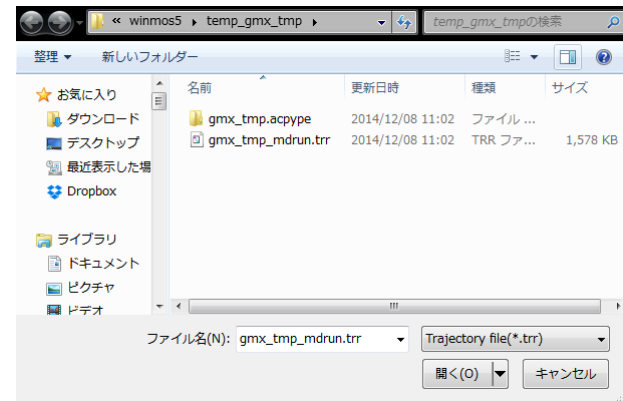 « winmos5 ▸ temp_gmx_tmp ▸ temp_gmx_tmpの検索
整理 ▼ 新しいフォルダー
お気に入り
ダウンロード
デスクトップ
最近表示した場
Dropbox
ライブラリ
ドキュメント
ピクチャ
ビデオ
名前 更新日時 種類 サイズ
gmx_tmp.acpype 2014/12/08 11:02 ファイル ...
gmx_tmp_mdrun.trr 2014/12/08 11:02 TRR ファ... 1,578 KB
ファイル名(N): gmx_tmp_mdrun.trr Trajectory file(*.trr)
開く(O) キャンセル